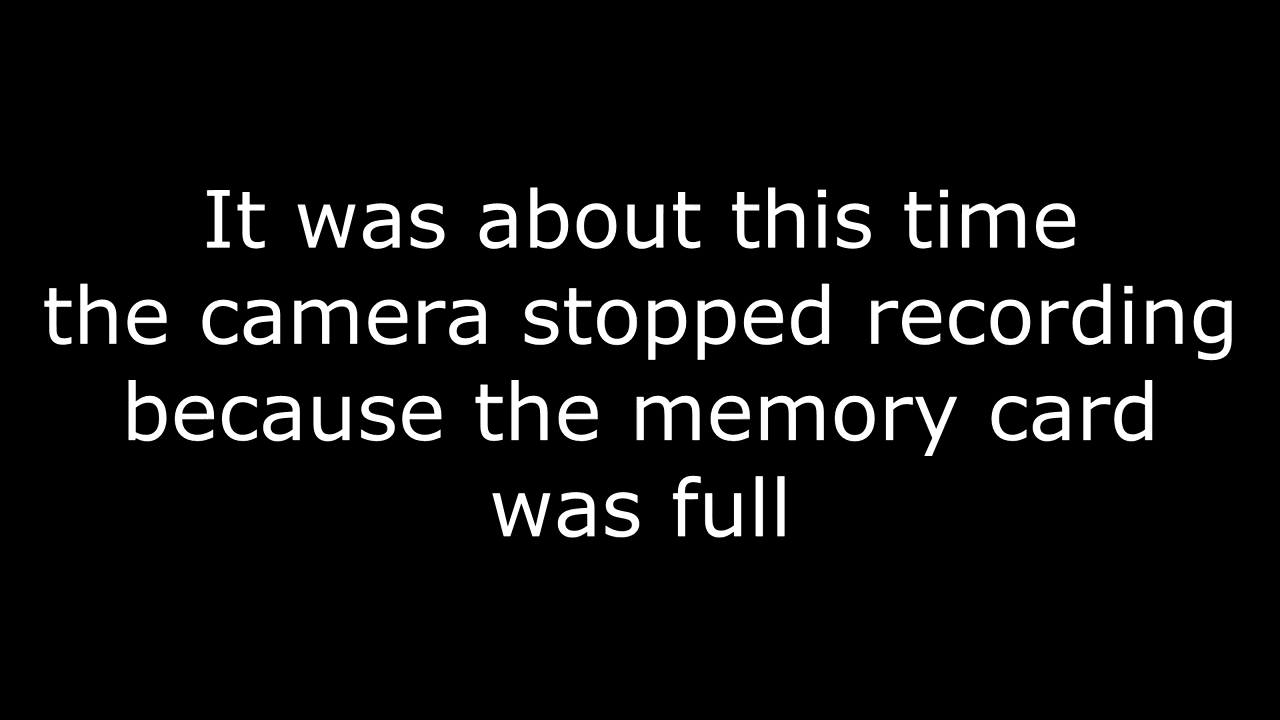 It was about this time
the camera stopped recording
because the memory card
was full